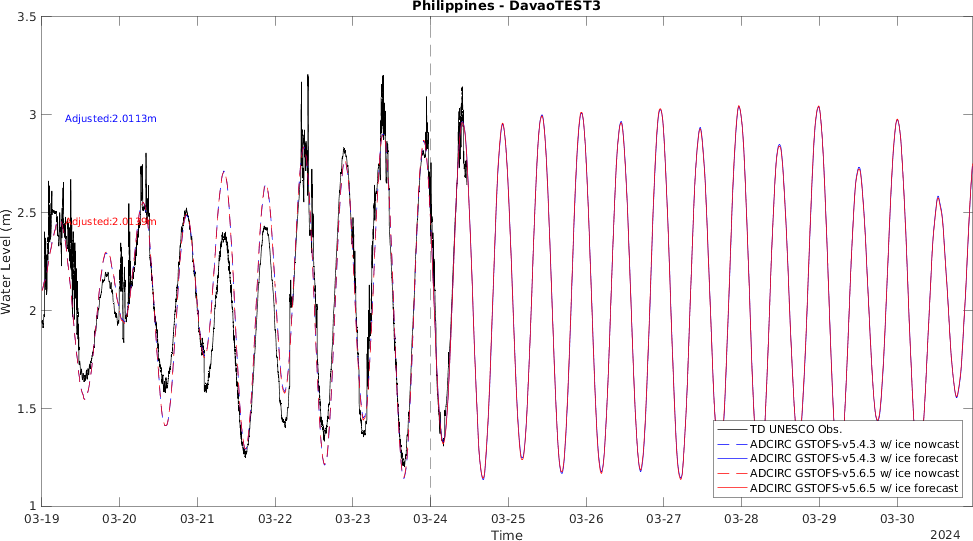 Philippines - DavaoTEST3
3.5
3
2.5
2
1.5
1
Water Level (m)
Adjusted:2.0113m
Adjusted:2.0139m
TD UNESCO Obs.
ADCIRC GSTOFS-v5.4.3 w/ ice nowcast
ADCIRC GSTOFS-v5.4.3 w/ ice forecast
ADCIRC GSTOFS-v5.6.5 w/ ice nowcast
ADCIRC GSTOFS-v5.6.5 w/ ice forecast
03-19 03-20 03-21 03-22 03-23 03-24 03-25 03-26 03-27 03-28 03-29 03-30
Time
2024